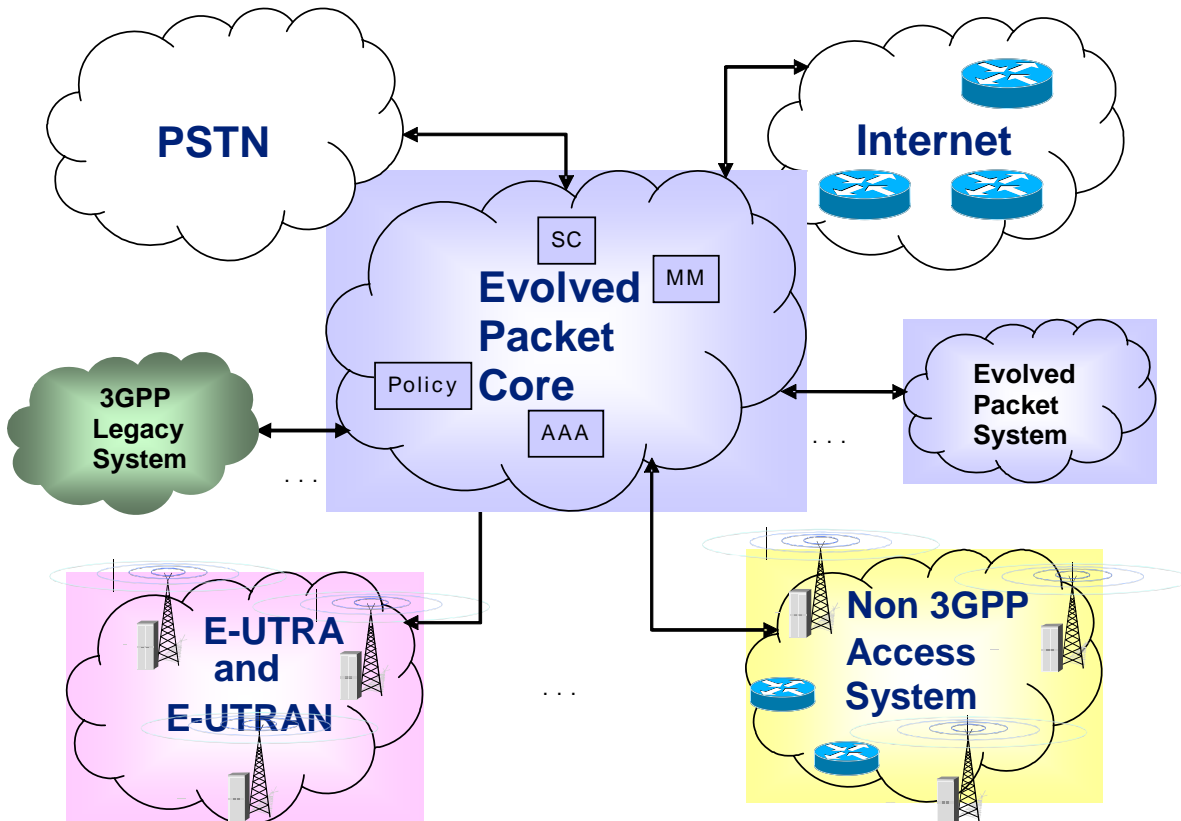 PSTN
Internet
SC
MM
Evolved
Packet
Core
Policy
AAA
3GPP
Legacy
System
. . .
Evolved
Packet
System
. . .
E-UTRA
and
E-UTRAN
. . .
Non 3GPP
Access
System